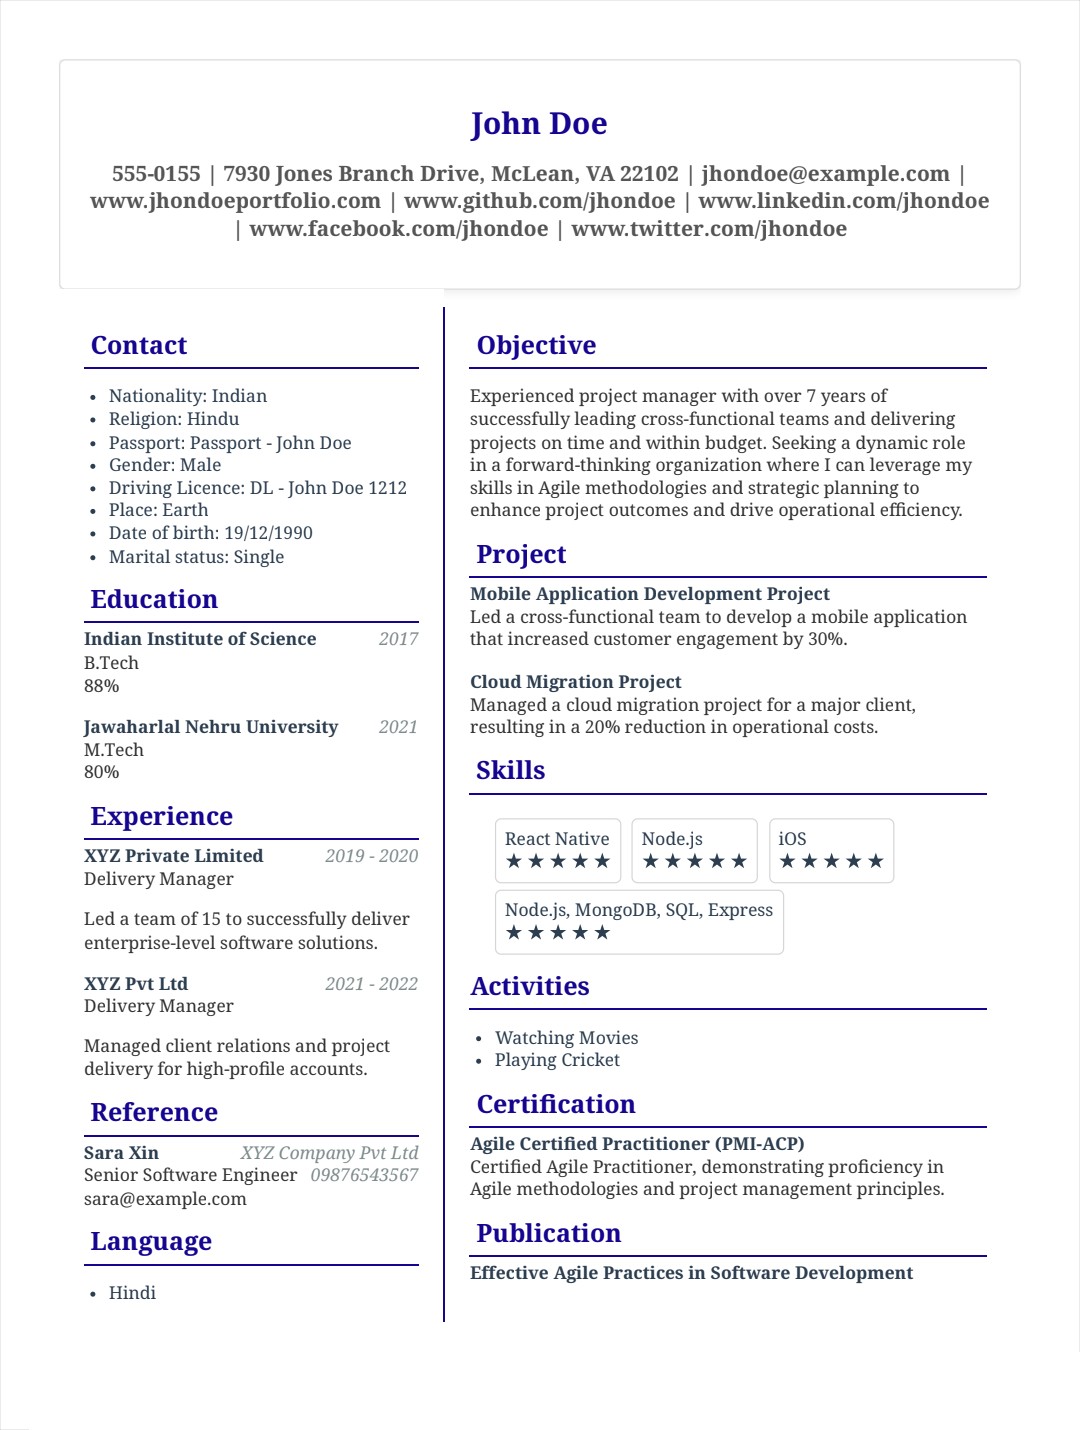 John Doe
555-0155 | 7930 Jones Branch Drive, McLean, VA 22102 | jhondoe@example.com |
www.jhondoeportfolio.com | www.github.com/jhondoe | www.linkedin.com/jhondoe
| www.facebook.com/jhondoe | www.twitter.com/jhondoe
Contact
• Nationality: Indian
• Religion: Hindu
• Passport: Passport - John Doe
• Gender: Male
• Driving Licence: DL - John Doe 1212
• Place: Earth
• Date of birth: 19/12/1990
• Marital status: Single
Education
Indian Institute of Science 2017
B.Tech
88%
Jawaharlal Nehru University 2021
M.Tech
80%
Experience
XYZ Private Limited 2019 - 2020
Delivery Manager
Led a team of 15 to successfully deliver
enterprise-level software solutions.
XYZ Pvt Ltd 2021 - 2022
Delivery Manager
Managed client relations and project
delivery for high-profile accounts.
Reference
Sara Xin XYZ Company Pvt Ltd
Senior Software Engineer 09876543567
sara@example.com
Language
• Hindi
Objective
Experienced project manager with over 7 years of
successfully leading cross-functional teams and delivering
projects on time and within budget. Seeking a dynamic role
in a forward-thinking organization where I can leverage my
skills in Agile methodologies and strategic planning to
enhance project outcomes and drive operational efficiency.
Project
Mobile Application Development Project
Led a cross-functional team to develop a mobile application
that increased customer engagement by 30%.
Cloud Migration Project
Managed a cloud migration project for a major client,
resulting in a 20% reduction in operational costs.
Skills
React Native
★★★★★
Node.js
★★★★★
iOS
★★★★★
Node.js, MongoDB, SQL, Express
★★★★★
Activities
• Watching Movies
• Playing Cricket
Certification
Agile Certified Practitioner (PMI-ACP)
Certified Agile Practitioner, demonstrating proficiency in
Agile methodologies and project management principles.
Publication
Effective Agile Practices in Software Development